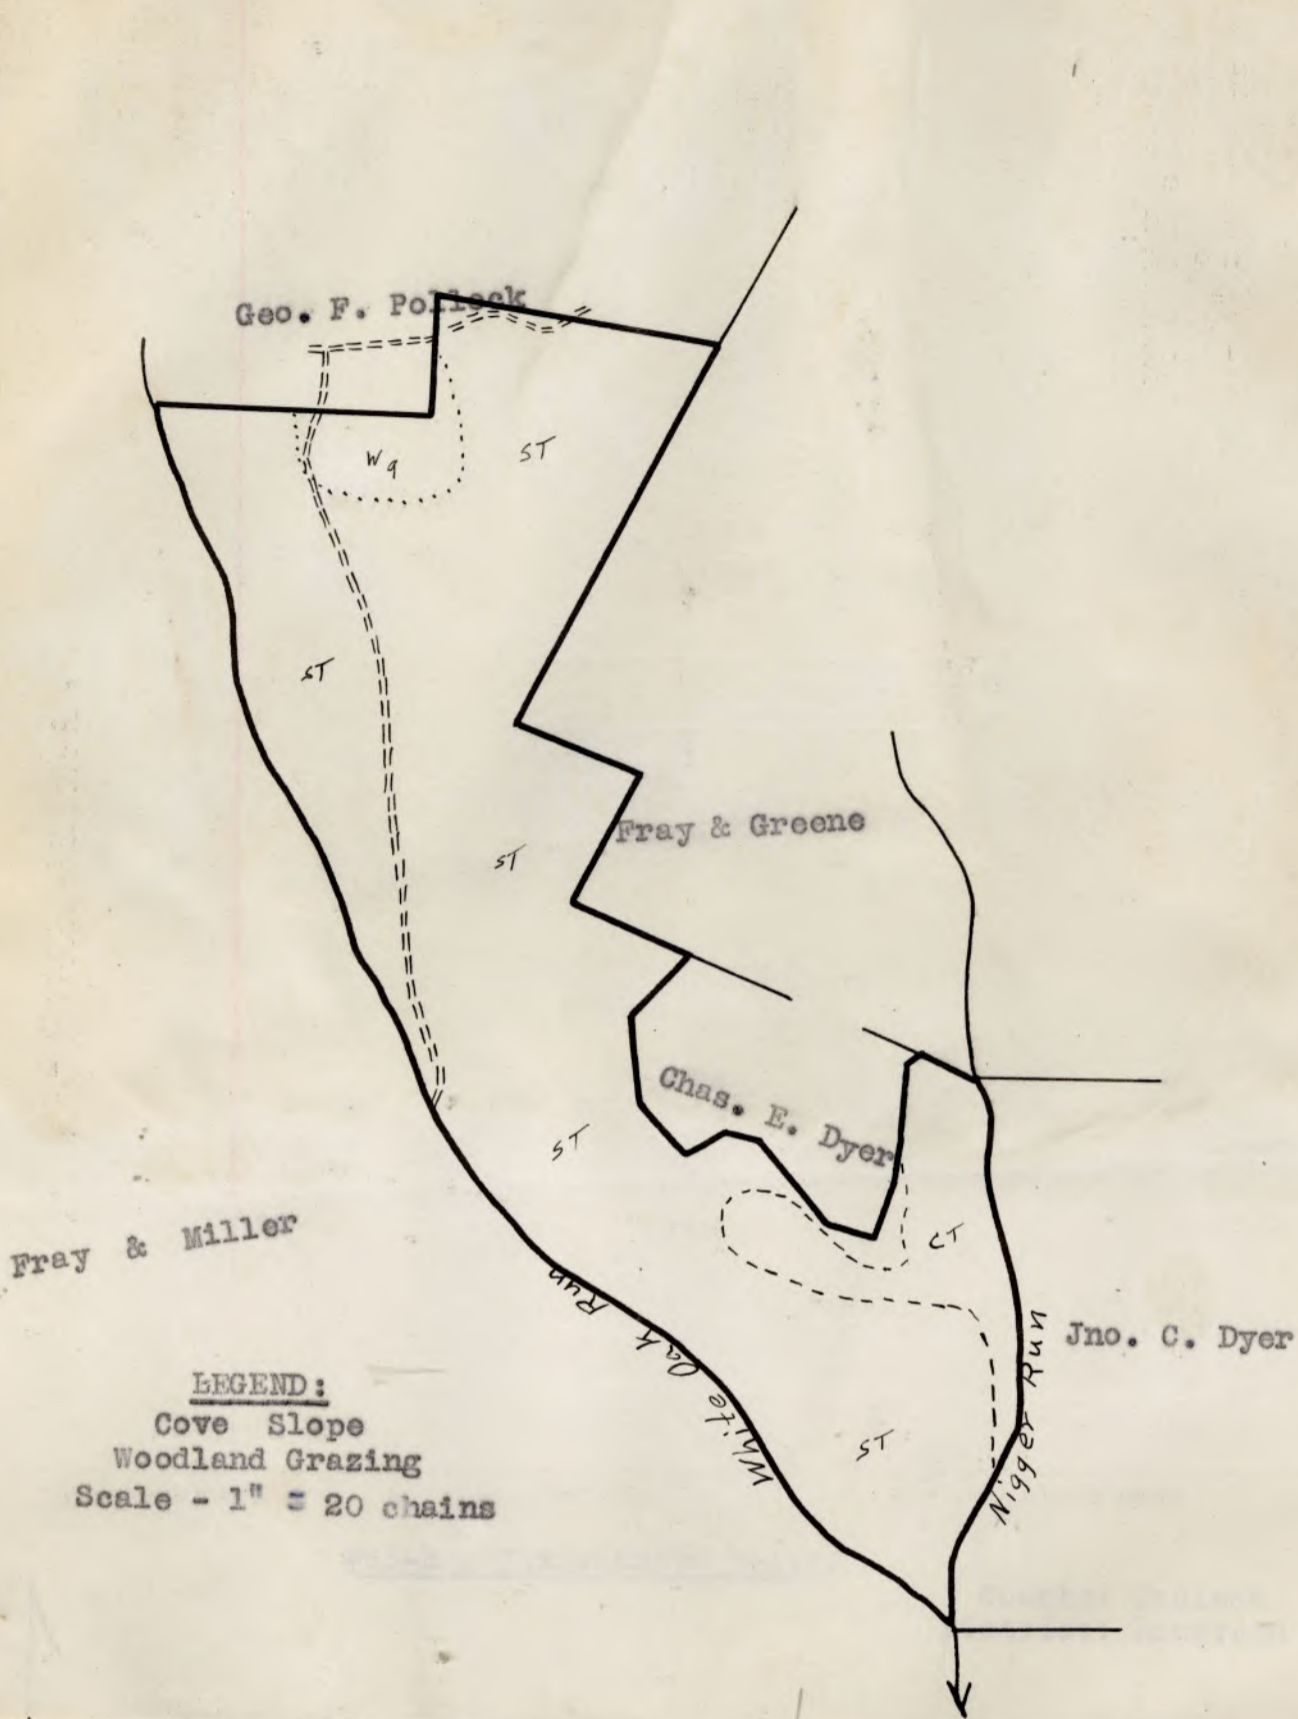 Geo. F. Pollock
Wg
ST
ST
Fray & Greene
ST
Chas. E. Dyer
ST
CT
Fray & Miller
White Oak Run
Nigger Run
Jno. C. Dyer
ST
LEGEND:
Cove Slope
Woodland Grazing
Scale - 1" = 20 chains